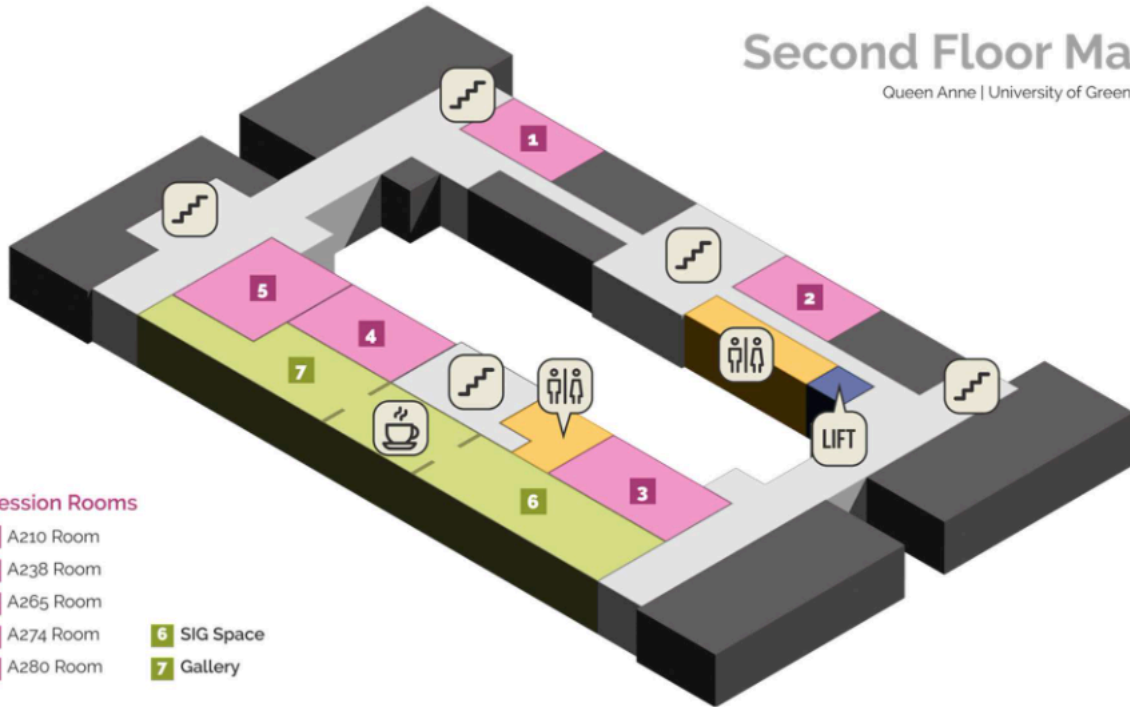 Second Floor Ma
Queen Anne | University of Green
1
2
5
4
7
LIFT
3
6
ession Rooms
A210 Room
A238 Room
A265 Room
A274 Room
6 SIG Space
A280 Room
7 Gallery